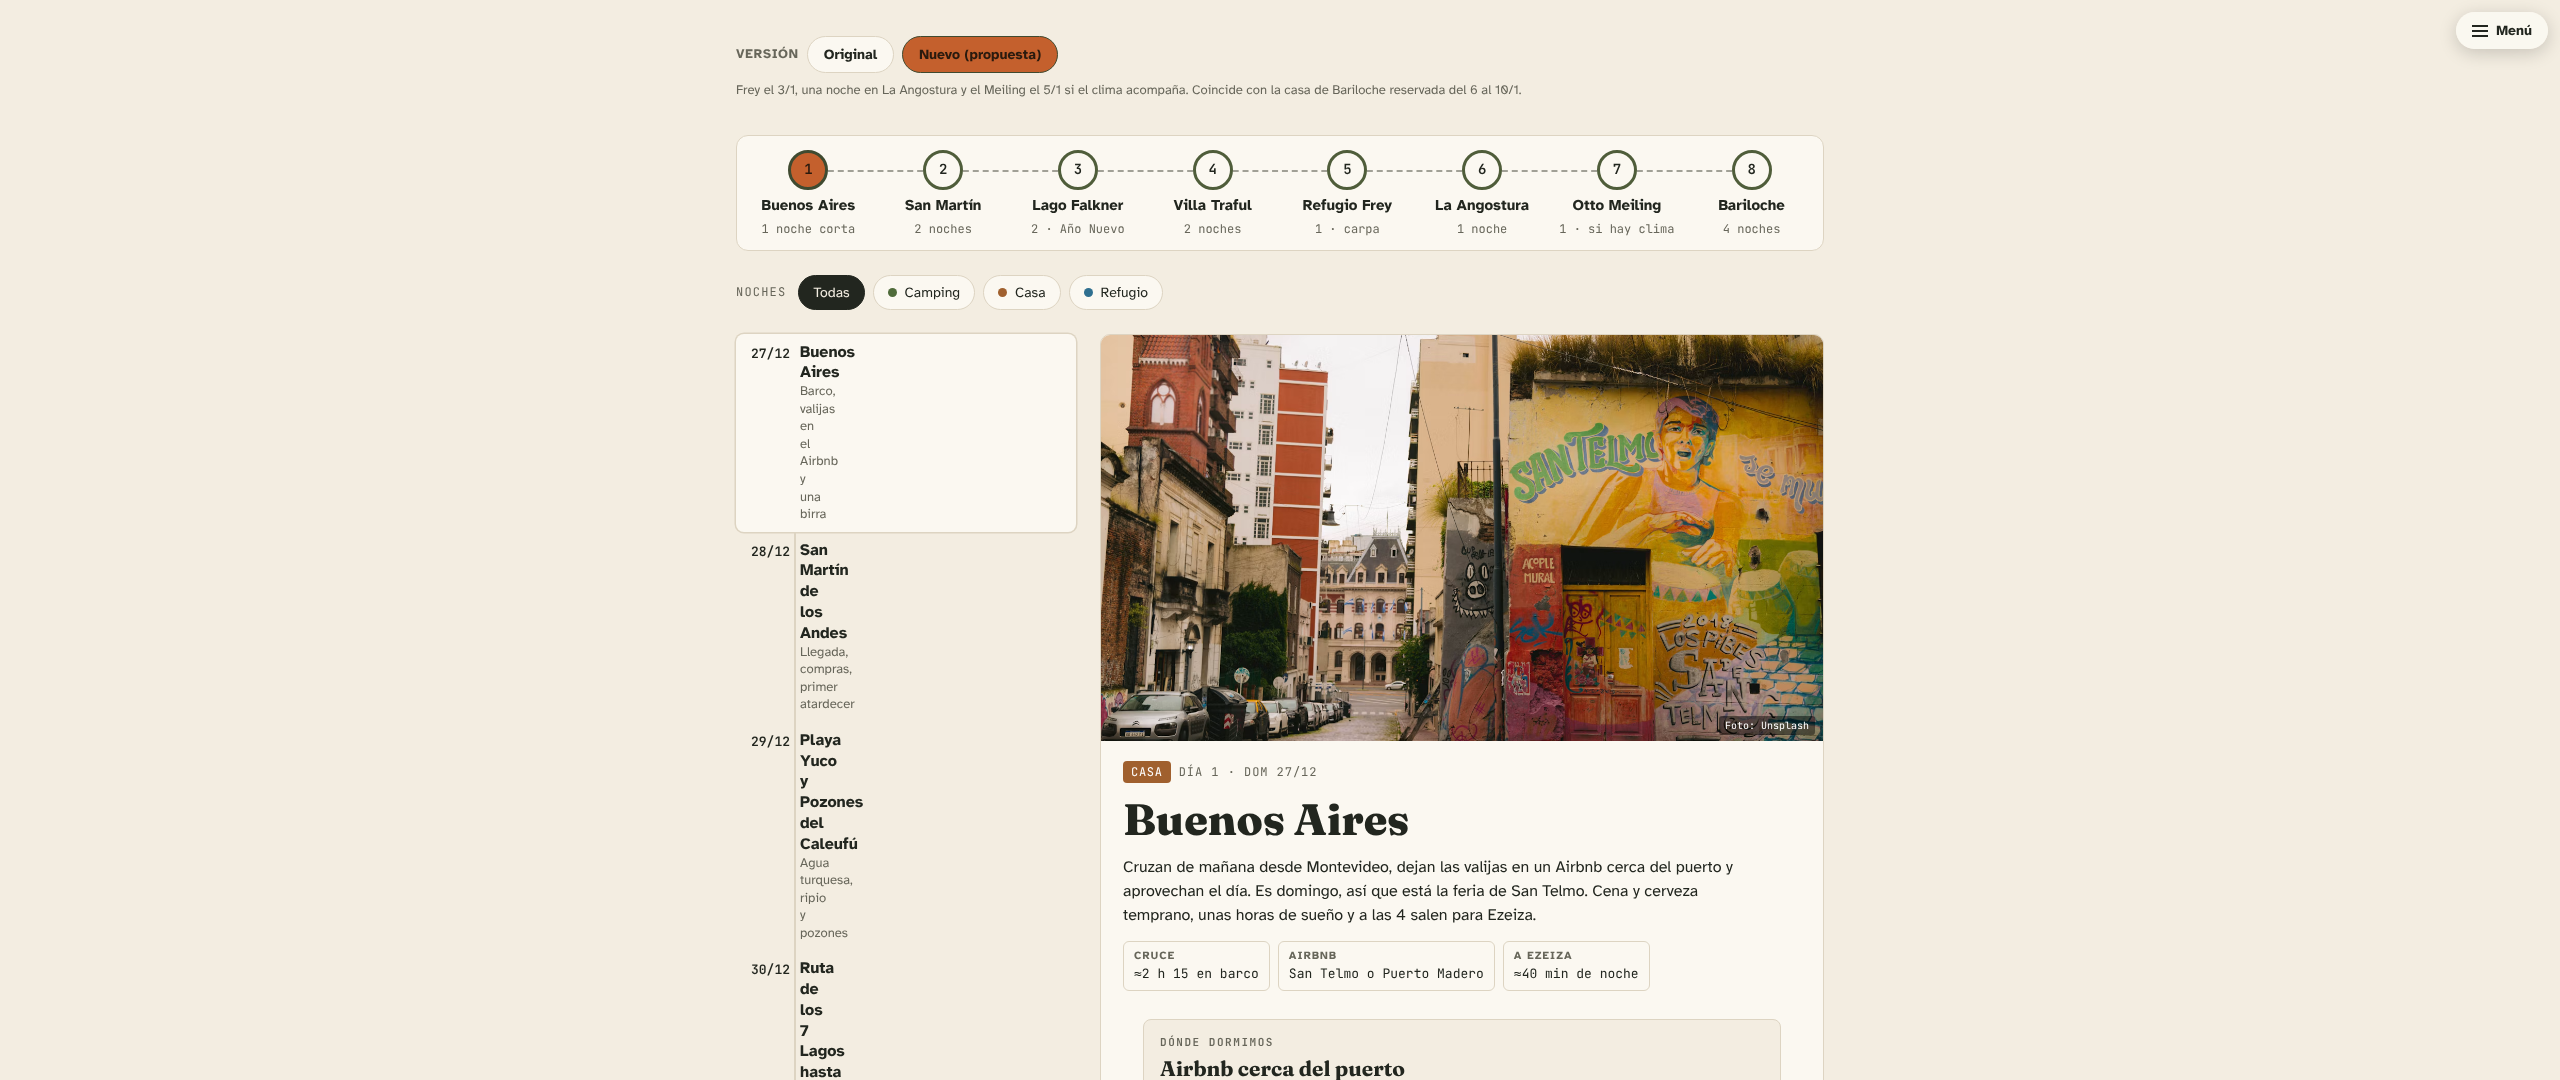 Menú
VERSIÓN Original Nuevo (propuesta)
Frey el 3/1, una noche en La Angostura y el Meiling el 5/1 si el clima acompaña. Coincide con la casa de Bariloche reservada del 6 al 10/1.
1 2 3 4 5 6 7 8
Buenos Aires San Martín Lago Falkner Villa Traful Refugio Frey La Angostura Otto Meiling Bariloche
1 noche corta 2 noches 2 · Año Nuevo 2 noches 1 · carpa 1 noche 1 · si hay clima 4 noches
NOCHES Todas Camping Casa Refugio
27/12 Buenos
Aires
Barco,
valijas
en
el
Airbnb
y
una
birra
28/12 San
Martín
de
los
Andes
Llegada,
compras,
primer
atardecer
29/12 Playa
Yuco
y
Pozones
del
Caleufú
Agua
turquesa,
ripio
y
pozones
30/12 Ruta
de
los
7
Lagos
hasta
SAN TELMO
ACOPLE
MURAL
2018
LOS PIBES
SAN
TELMO
Foto: Unsplash
CASA DÍA 1 · DOM 27/12
Buenos Aires
Cruzan de mañana desde Montevideo, dejan las valijas en un Airbnb cerca del puerto y
aprovechan el día. Es domingo, así que está la feria de San Telmo. Cena y cerveza
temprano, unas horas de sueño y a las 4 salen para Ezeiza.
CRUCE
≈2 h 15 en barco
AIRBNB
San Telmo o Puerto Madero
A EZEIZA
≈40 min de noche
DÓNDE DORMIMOS
Airbnb cerca del puerto